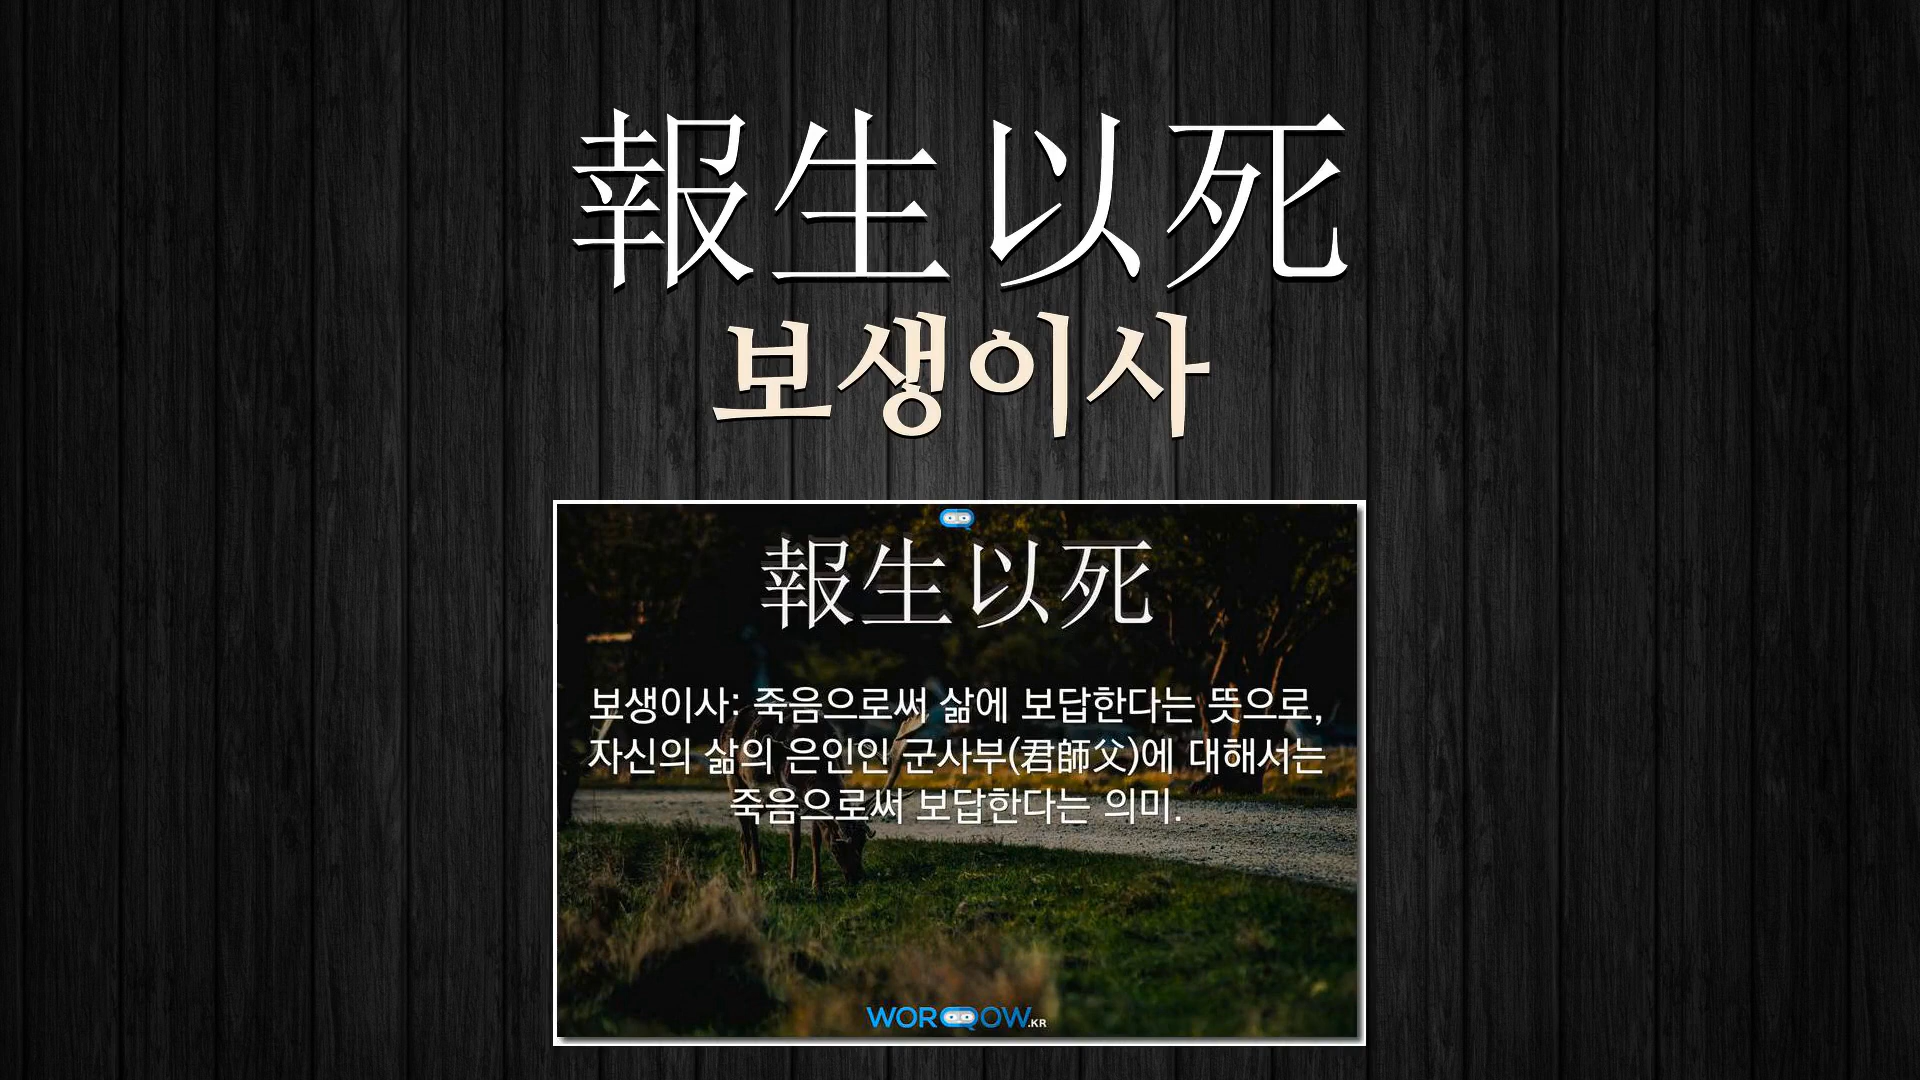 報生以死
보생이사
報生以死
보생이사: 죽음으로써 삶에 보답한다는 뜻으로,
자신의 삶의 은인인 군사부(君師父)에 대해서는
죽음으로써 보답한다는 의미.
WORQQOW.KR